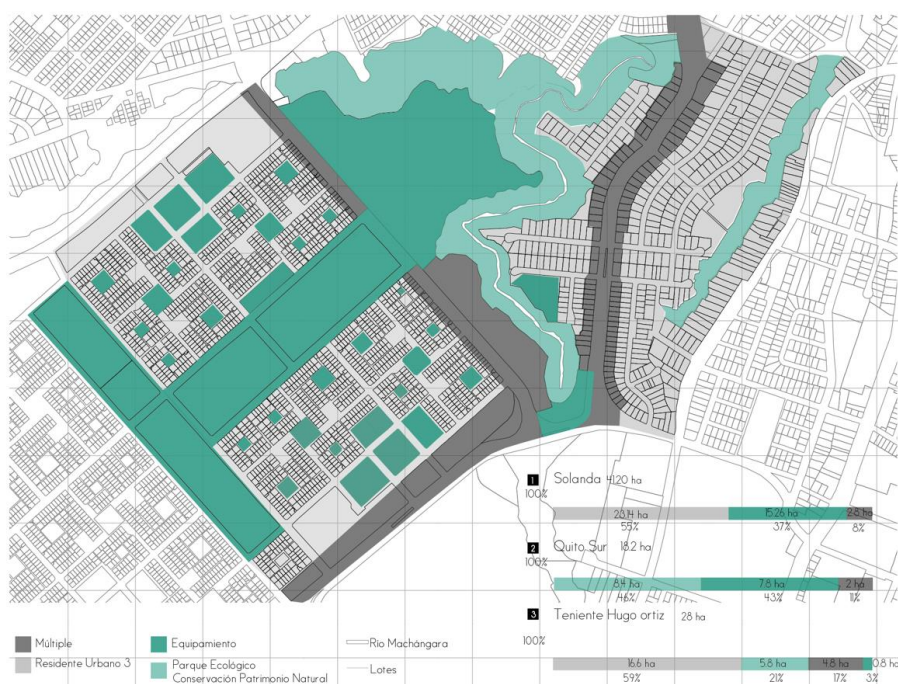 1 Solanda 41.20 ha
100%
23.14 ha 15.26 ha 2.8 ha
55% 37% 8%
2 Quito Sur 18.2 ha
100%
8.4 ha 7.8 ha 2 ha
46% 43% 11%
3 Teniente Hugo ortiz 28 ha
100%
16.6 ha 5.8 ha 4.8 ha 0.8 ha
59% 21% 17% 3%
Múltiple Equipamiento Río Machángara
Residente Urbano 3 Parque Ecológico Lotes
Conservación Patrimonio Natural